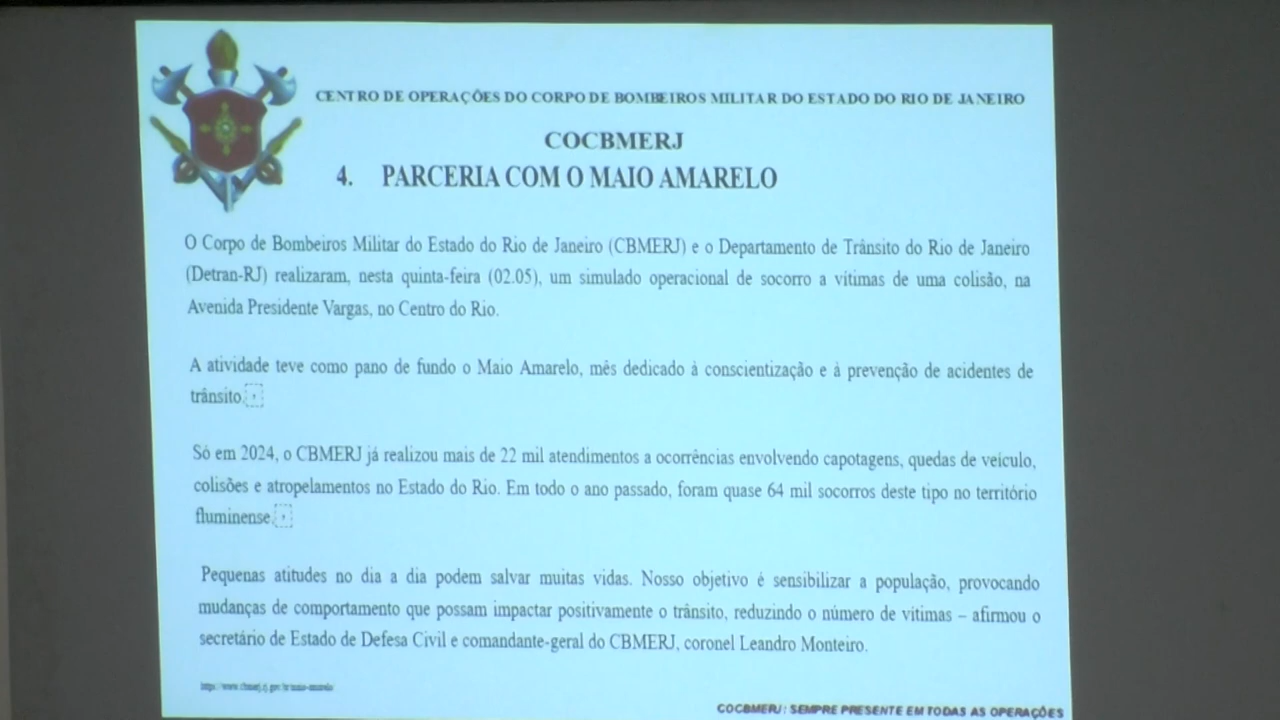 CENTRO DE OPERAÇÕES DO CORPO DE BOMBEIROS MILITAR DO ESTADO DO RIO DE JANEIRO
COCBMERJ
4. PARCERIA COM O MAIO AMARELO
O Corpo de Bombeiros Militar do Estado do Rio de Janeiro (CBMERJ) e o Departamento de Trânsito do Rio de Janeiro
(Detran-RJ) realizaram, nesta quinta-feira (02.05), um simulado operacional de socorro a vítimas de uma colisão, na
Avenida Presidente Vargas, no Centro do Rio.
A atividade teve como pano de fundo o Maio Amarelo, mês dedicado à conscientização e à prevenção de acidentes de
trânsito.
Só em 2024, o CBMERJ já realizou mais de 22 mil atendimentos a ocorrências envolvendo capotagens, quedas de veículo,
colisões e atropelamentos no Estado do Rio. Em todo o ano passado, foram quase 64 mil socorros deste tipo no território
fluminense.
Pequenas atitudes no dia a dia podem salvar muitas vidas. Nosso objetivo é sensibilizar a população, provocando
mudanças de comportamento que possam impactar positivamente o trânsito, reduzindo o número de vítimas – afirmou o
secretário de Estado de Defesa Civil e comandante-geral do CBMERJ, coronel Leandro Monteiro.
COCBMERJ: SEMPRE PRESENTE EM TODAS AS OPERAÇÕES